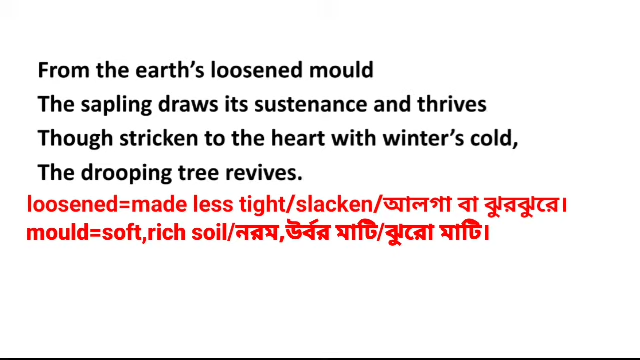 From the earth's loosened mould
The sapling draws its sustenance and thrives
Though stricken to the heart with winter's cold,
The drooping tree revives.
loosened=made less tight/slacken/আলগা বা ঝুরঝুরে।
mould=soft,rich soil/নরম,উর্বর মাটি/ঝুরো মাটি।